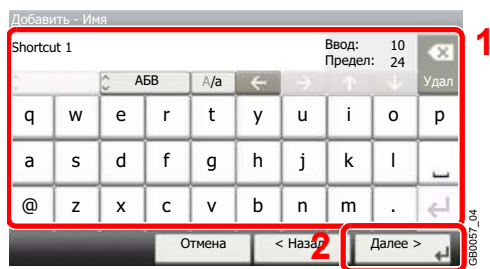 Добавить - Имя
Shortcut 1 Ввод: 10
Предел: 24
АБВ A/a Удал
q w e r t y u i o p
a s d f g h j k l
@ z x c v b n m .
Отмена < Назад Далее >
1
2
GB0057_04